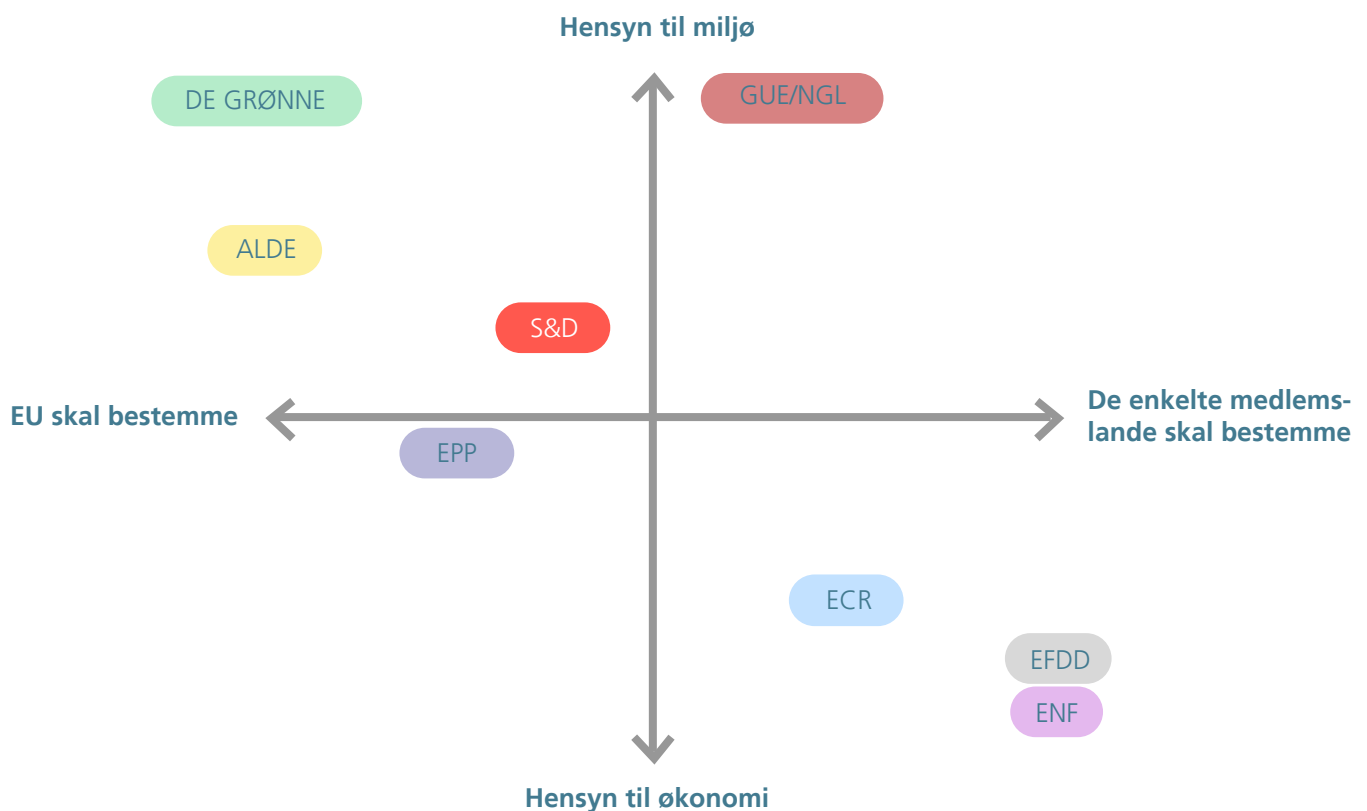 Hensyn til miljø
DE GRØNNE
GUE/NGL
ALDE
S&D
EU skal bestemme
De enkelte medlems-
lande skal bestemme
EPP
ECR
EFDD
ENF
Hensyn til økonomi